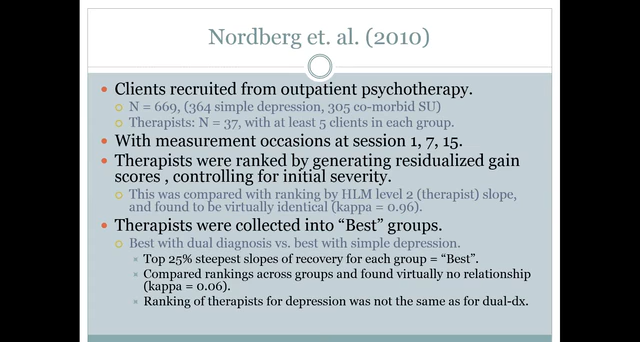 Nordberg et. al. (2010)
Clients recruited from outpatient psychotherapy.
N = 669, (364 simple depression, 305 co-morbid SU)
Therapists: N = 37, with at least 5 clients in each group.
With measurement occasions at session 1, 7, 15.
Therapists were ranked by generating residualized gain
scores , controlling for initial severity.
This was compared with ranking by HLM level 2 (therapist) slope,
and found to be virtually identical (kappa = 0.96).
Therapists were collected into “Best” groups.
Best with dual diagnosis vs. best with simple depression.
Top 25% steepest slopes of recovery for each group = “Best”.
Compared rankings across groups and found virtually no relationship
(kappa = 0.06).
Ranking of therapists for depression was not the same as for dual-dx.